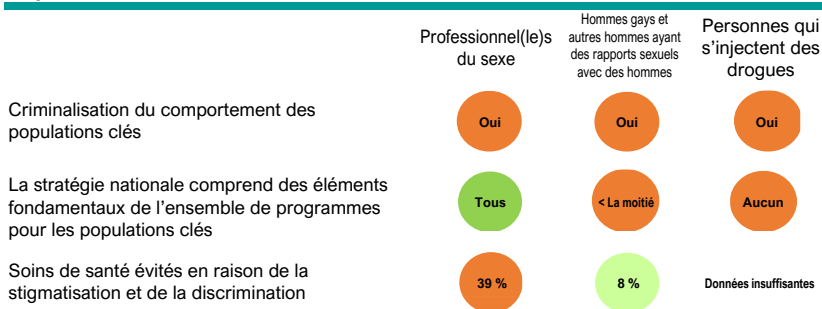 Professionnel(le)s
du sexe
Hommes gays et
autres hommes ayant
des rapports sexuels
avec des hommes
Personnes qui
s'injectent des
drogues
Criminalisation du comportement des
populations clés
Oui
Oui
Oui
La stratégie nationale comprend des éléments
fondamentaux de l'ensemble de programmes
pour les populations clés
Tous
< La moitié
Aucun
Soins de santé évités en raison de la
stigmatisation et de la discrimination
39 %
8 %
Données insuffisantes